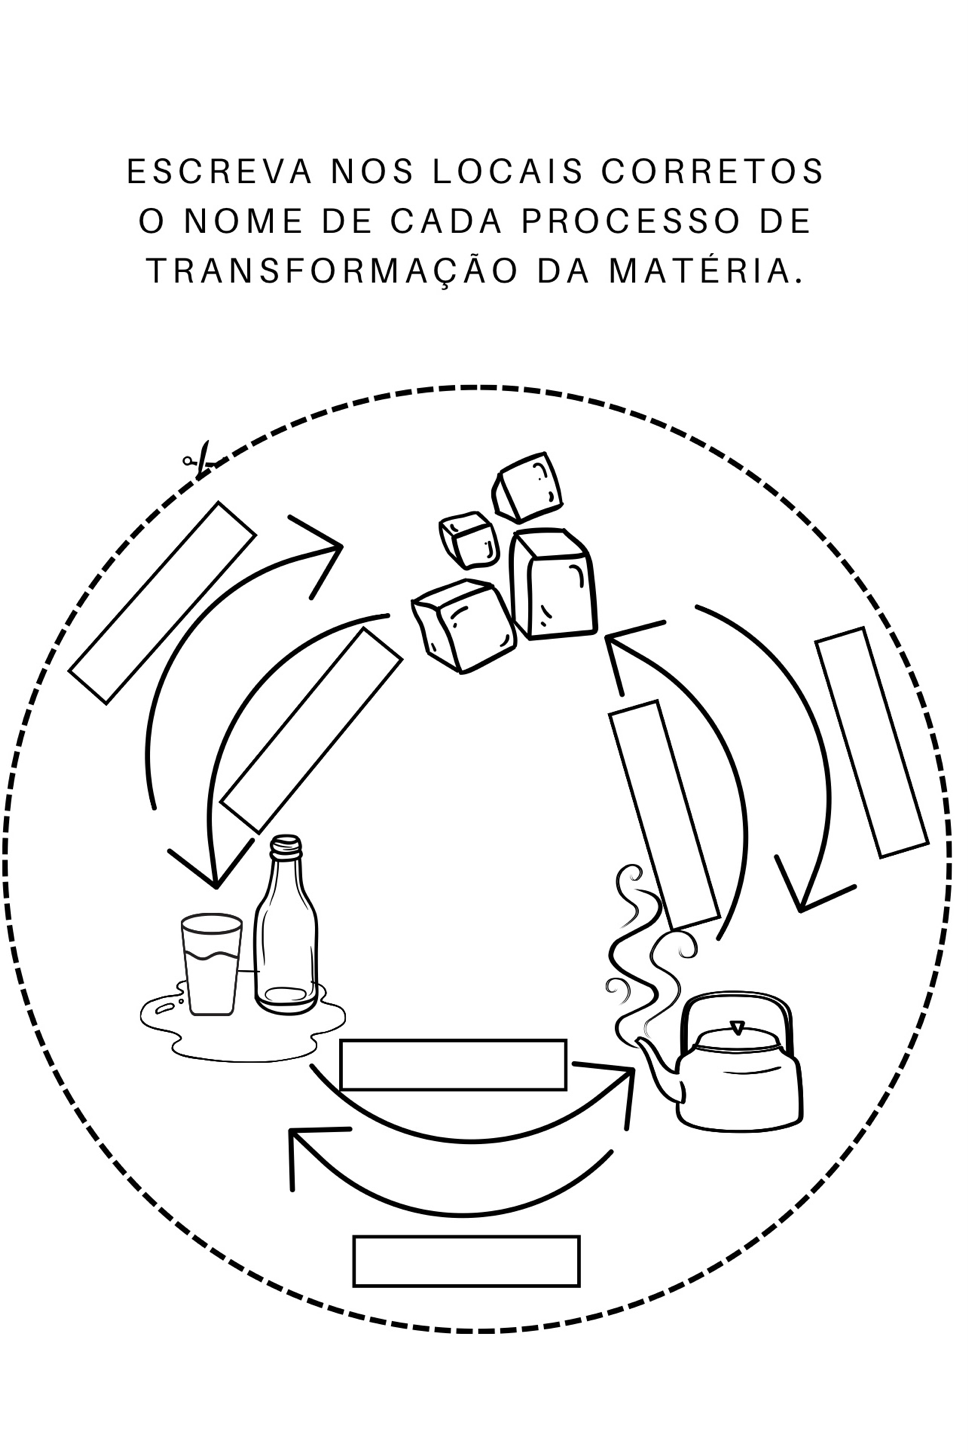 ESCREVA NOS LOCAIS CORRETOS
O NOME DE CADA PROCESSO DE
TRANSFORMAÇÃO DA MATÉRIA.